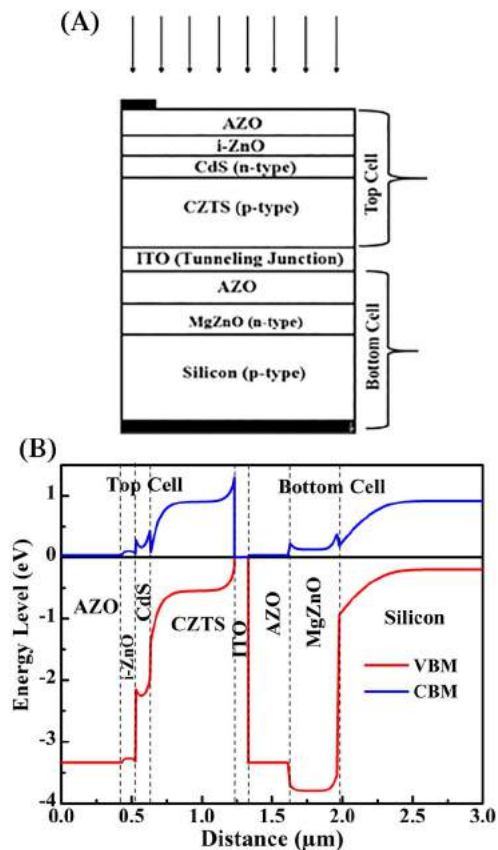 (A)
AZO
i-ZnO
CdS (n-type)
CZTS (p-type)
Top Cell
ITO (Tunneling Junction)
AZO
MgZnO (n-type)
Silicon (p-type)
Bottom Cell
(B)
Top Cell
Bottom Cell
AZO
i-ZnO
CdS
CZTS
ITO
AZO
MgZnO
Silicon
VBM
CBM
1
0
-1
-2
-3
-4
Energy Level (eV)
0.0 0.5 1.0 1.5 2.0 2.5 3.0
Distance (μm)